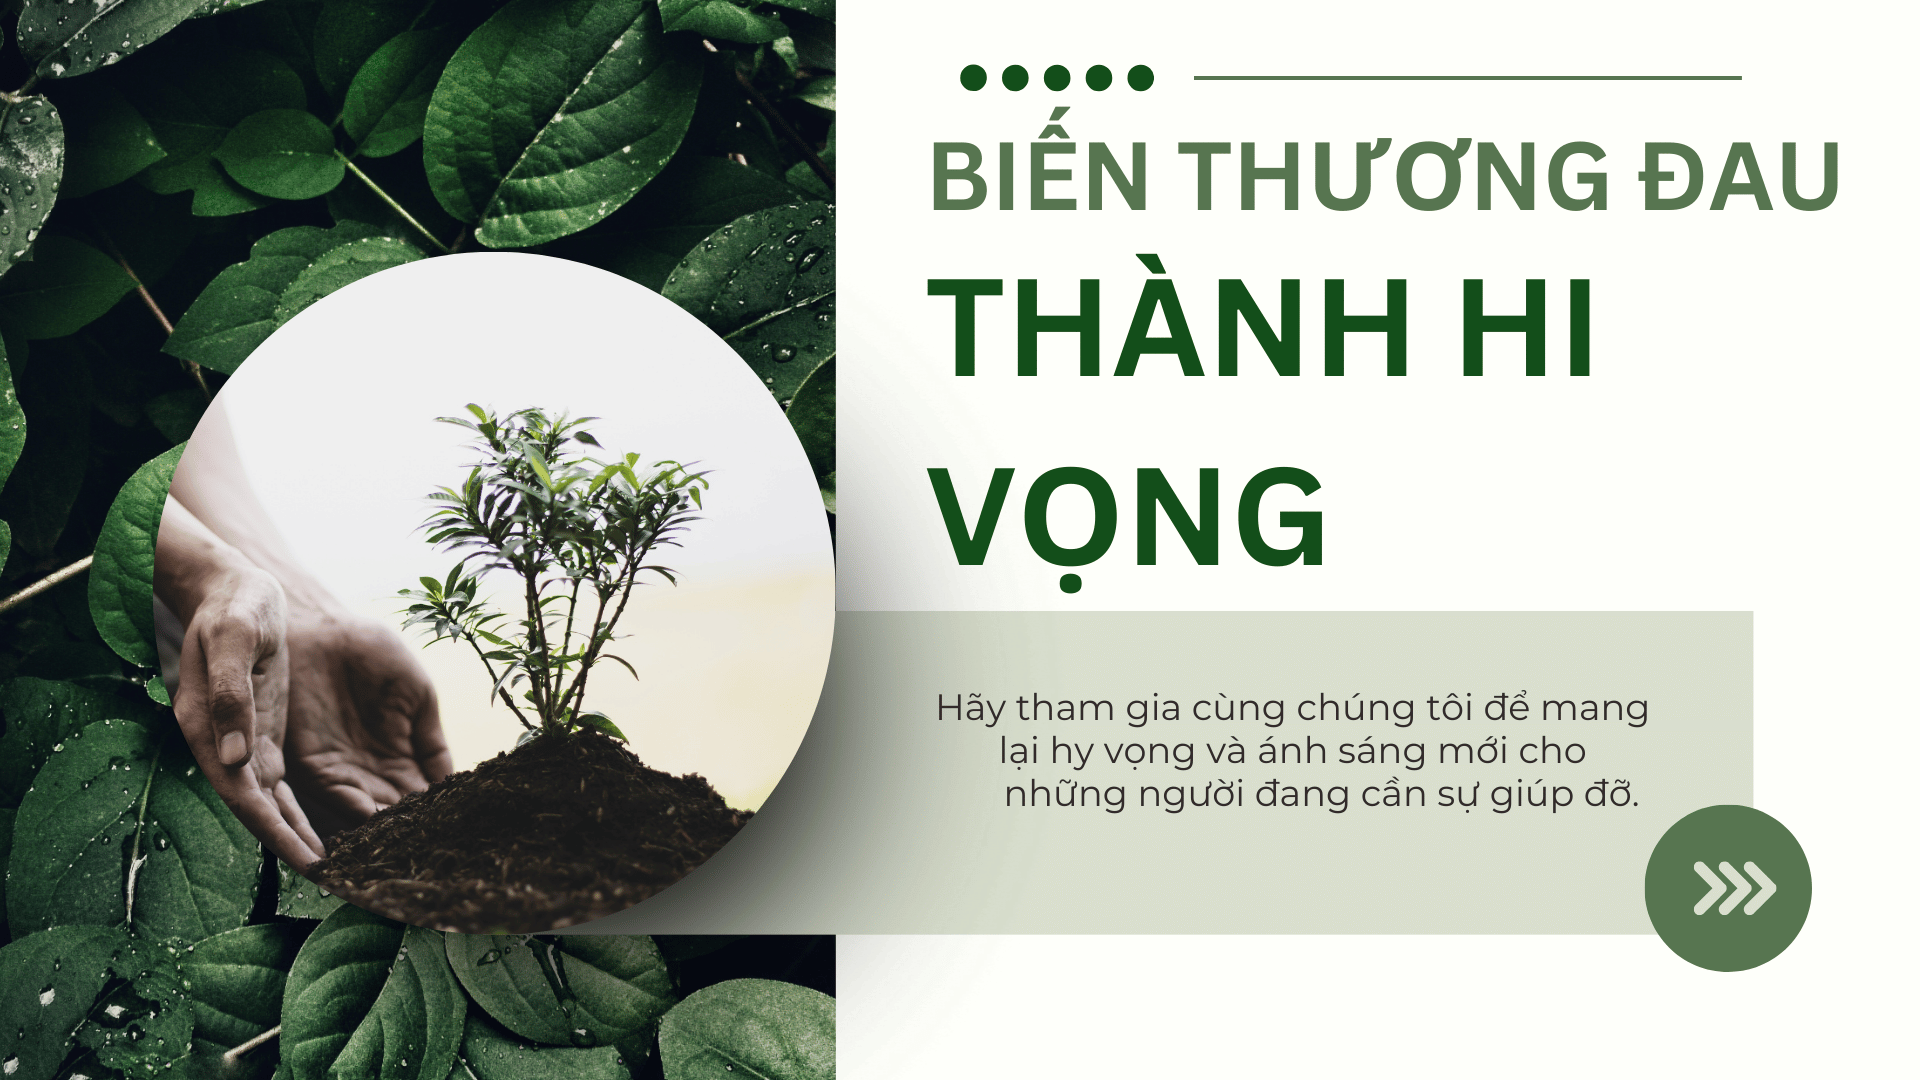 BIẾN THƯƠNG ĐAU
THÀNH HI
VỌNG
Hãy tham gia cùng chúng tôi để mang
lại hy vọng và ánh sáng mới cho
những người đang cần sự giúp đỡ.